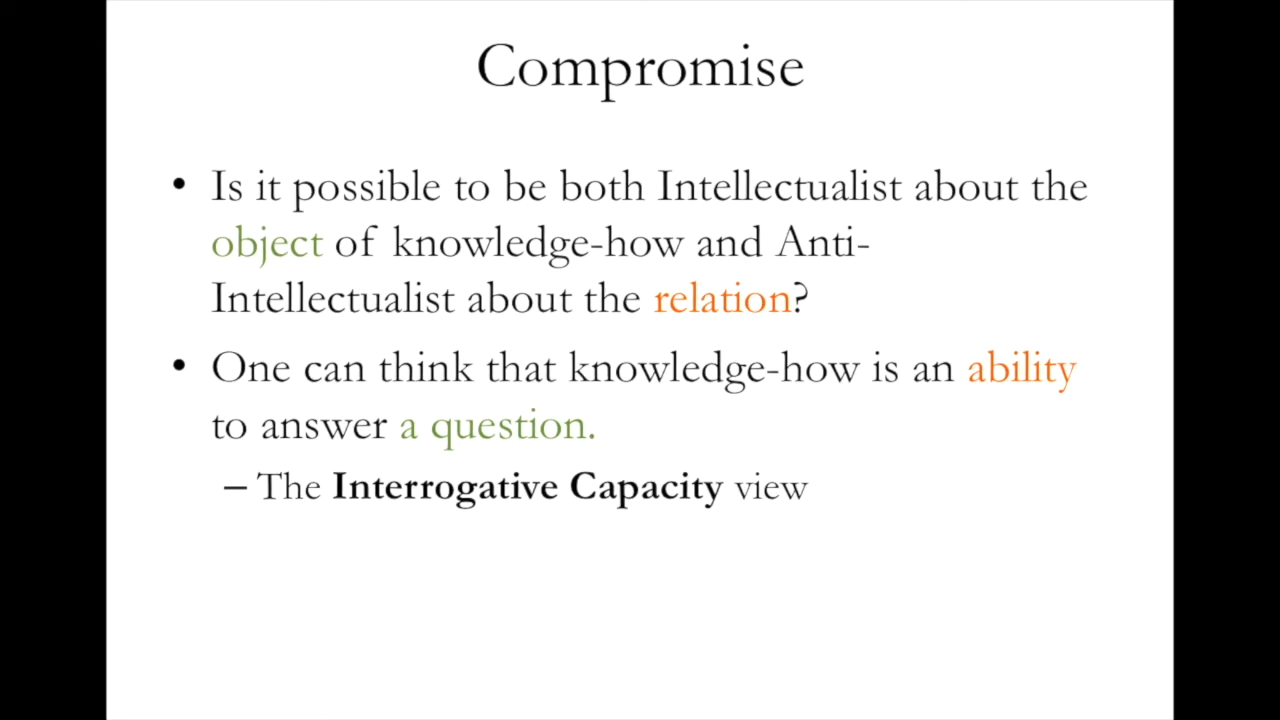 Compromise
• Is it possible to be both Intellectualist about the
object of knowledge-how and Anti-
Intellectualist about the relation?
• One can think that knowledge-how is an ability
to answer a question.
– The Interrogative Capacity view